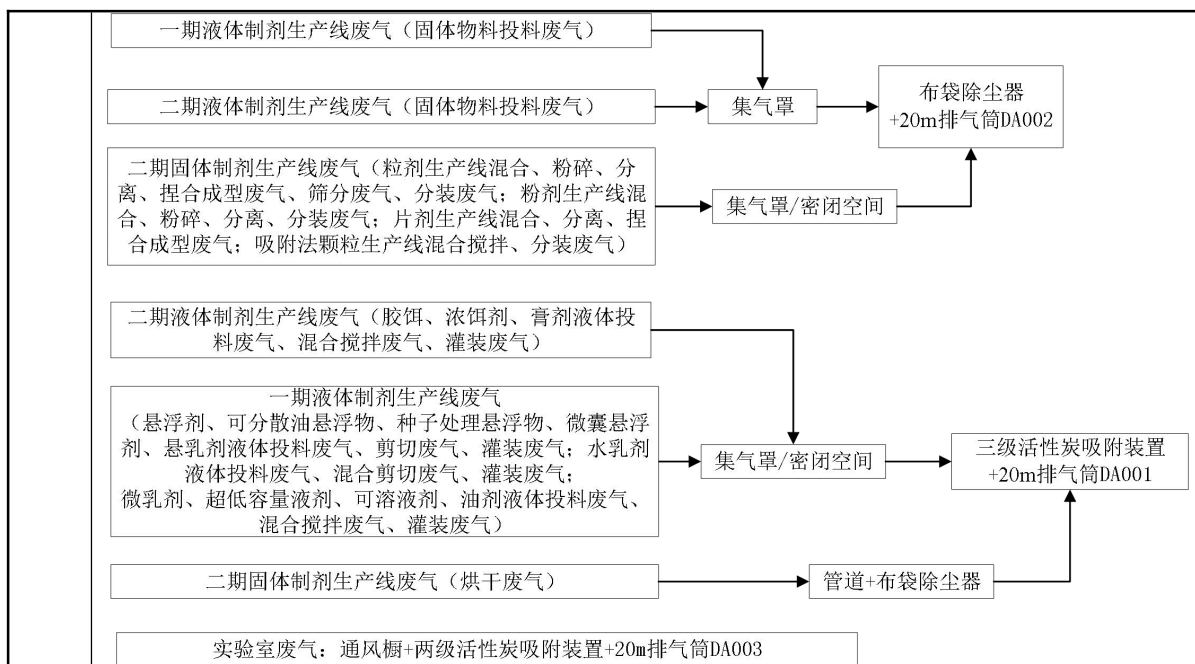 一期液体制剂生产线废气（固体物料投料废气）
二期液体制剂生产线废气（固体物料投料废气）
集气罩
布袋除尘器
+20m排气筒DA002
二期固体制剂生产线废气（粒剂生产线混合、粉碎、分
离、捏合成型废气、筛分废气、分装废气；粉剂生产线混
合、粉碎、分离、分装废气；片剂生产线混合、分离、捏
合成型废气；吸附法颗粒生产线混合搅拌、分装废气）
集气罩/密闭空间
二期液体制剂生产线废气（胶饵、浓饵剂、膏剂液体投
料废气、混合搅拌废气、灌装废气）
一期液体制剂生产线废气
（悬浮剂、可分散油悬浮物、种子处理悬浮物、微囊悬浮
剂、悬乳剂液体投料废气、剪切废气、灌装废气；水乳剂
液体投料废气、混合剪切废气、灌装废气；
微乳剂、超低容量液剂、可溶液剂、油剂液体投料废气、
混合搅拌废气、灌装废气）
集气罩/密闭空间
三级活性炭吸附装置
+20m排气筒DA001
二期固体制剂生产线废气（烘干废气）
管道+布袋除尘器
实验室废气：通风橱+两级活性炭吸附装置+20m排气筒DA003